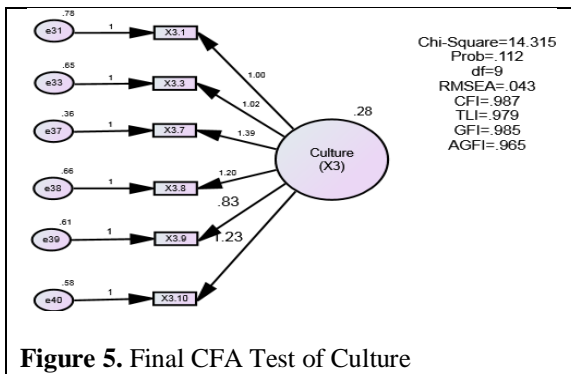 .78
e31 1 X3.1
.65
e33 1 X3.3
.36
e37 1 X3.7
.66
e38 1 X3.8
.61
e39 1 X3.9
.58
e40 1 X3.10
1.00
1.02
1.39
1.20
.83
1.23
.28
Culture
(X3)
Chi-Square=14.315
Prob=.112
df=9
RMSEA=.043
CFI=.987
TLI=.979
GFI=.985
AGFI=.965
Figure 5. Final CFA Test of Culture